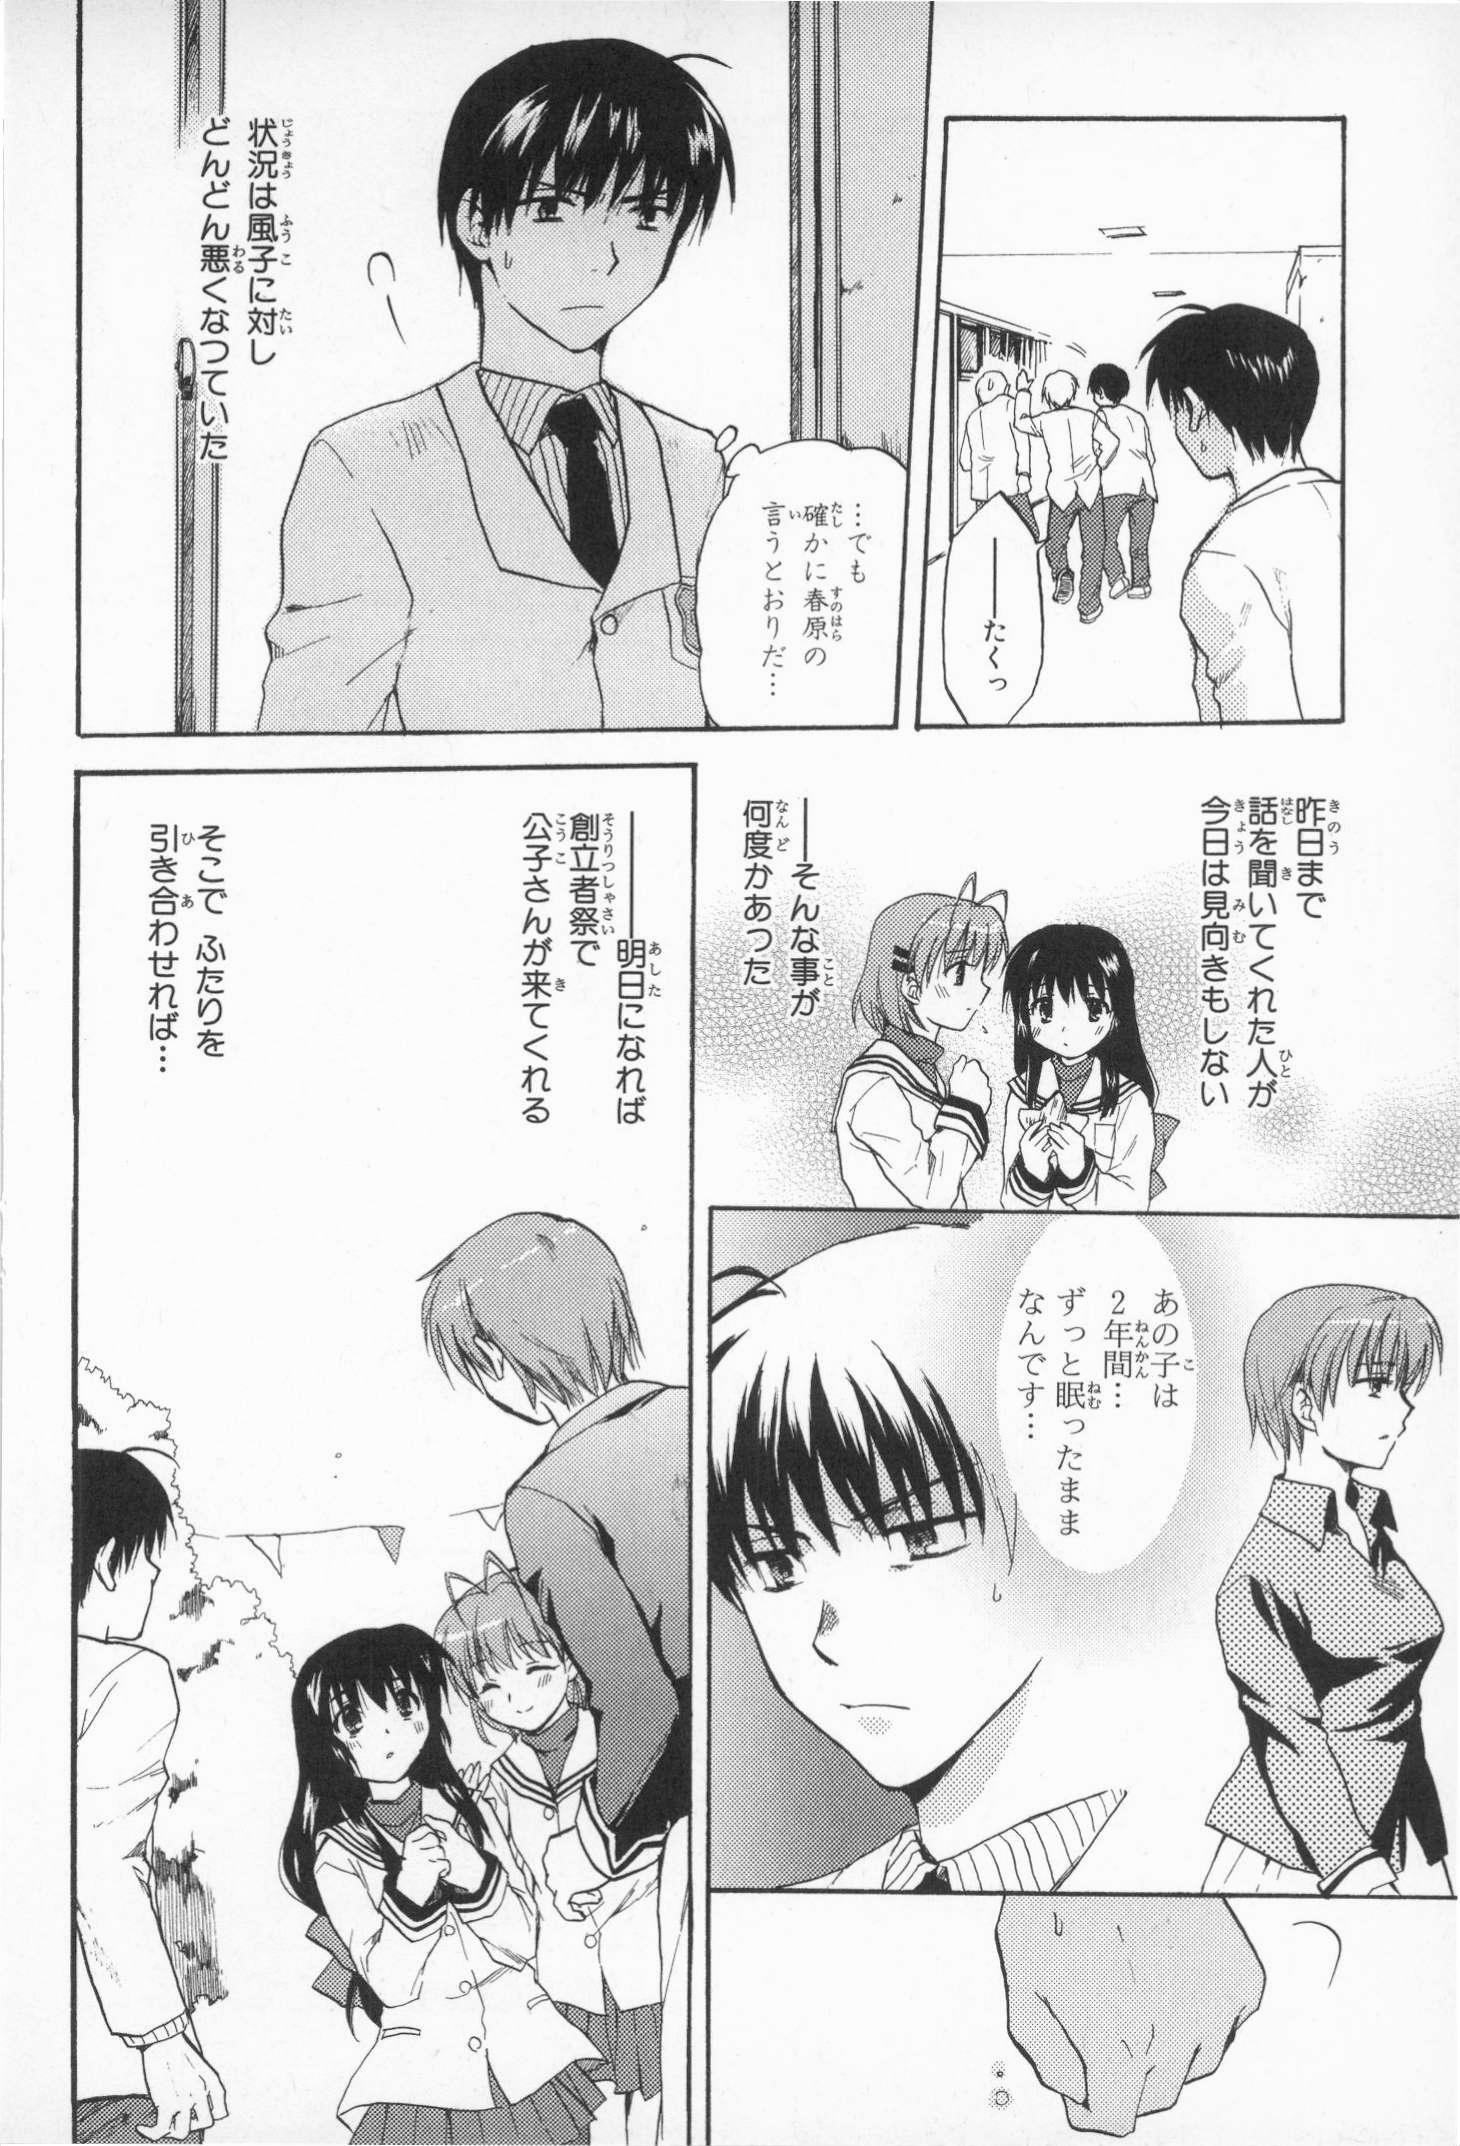 ――たくっ
…でも
確かに春原の
言うとおりだ…
状況は風子に対し
どんどん悪くなっていた
昨日まで
話を聞いてくれた人が
今日は見向きもしない
――そんな事が
何度かあった
あの子は
2年間…
ずっと眠ったまま
なんです…
――明日になれば
創立者祭で
公子さんが来てくれる
そこで ふたりを
引き合わせれば…